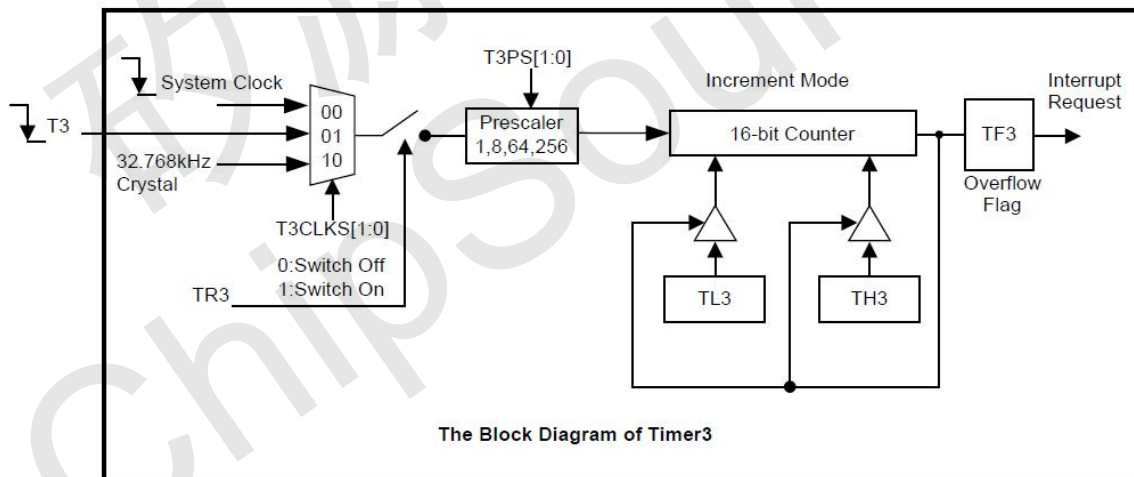 T3PS[1:0]
System Clock
Increment Mode
Interrupt
Request
T3
00
01
10
Prescaler
1,8,64,256
16-bit Counter
TF3
32.768kHz
Crystal
Overflow
Flag
T3CLKS[1:0]
0:Switch Off
1:Switch On
TR3
TL3
TH3
The Block Diagram of Timer3
ChipSour